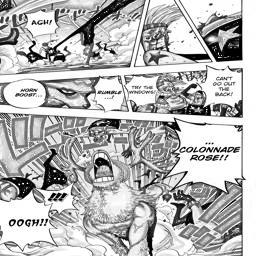 AGH!
HORN
BOOST...
RUMBLE
...
TRY THE
WINDOWS!
CAN'T
GO OUT
THE
BACK!
COLONNADE
ROSE!!
!!!
OOGH!!